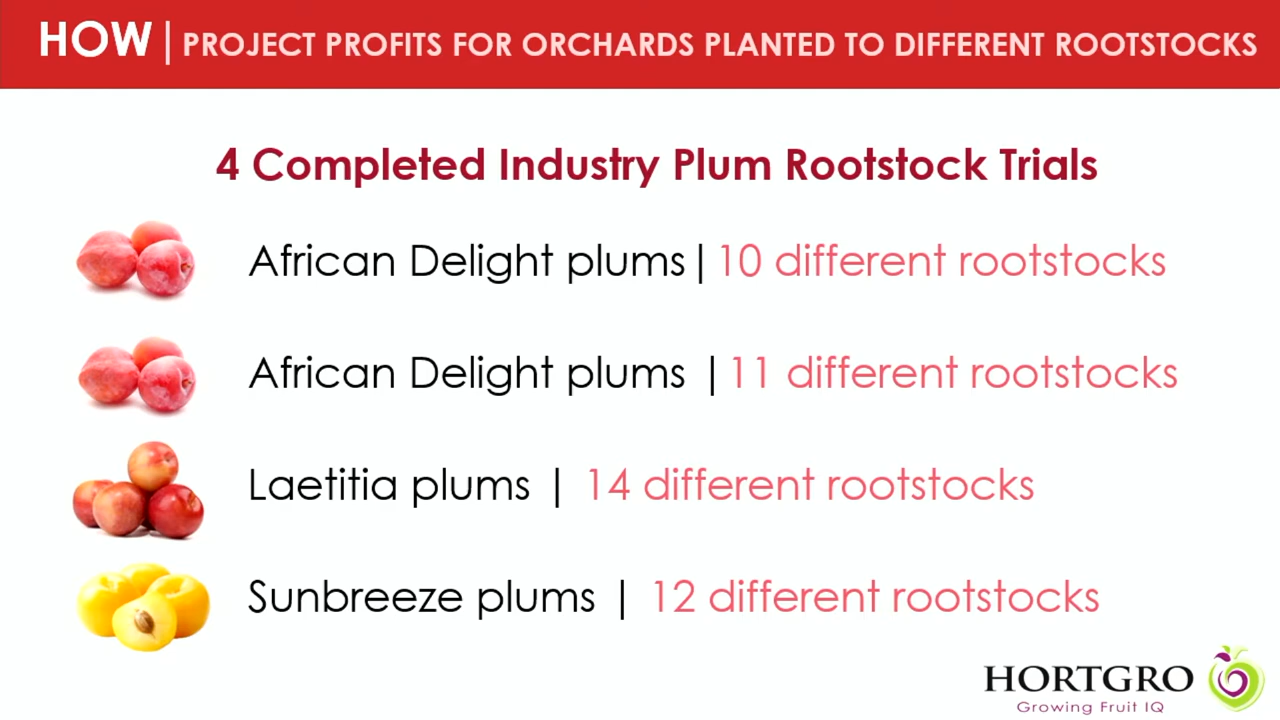 HOW | PROJECT PROFITS FOR ORCHARDS PLANTED TO DIFFERENT ROOTSTOCKS
4 Completed Industry Plum Rootstock Trials
African Delight plums | 10 different rootstocks
African Delight plums | 11 different rootstocks
Laetitia plums | 14 different rootstocks
Sunbreeze plums | 12 different rootstocks
HORTGRO
Growing Fruit IQ